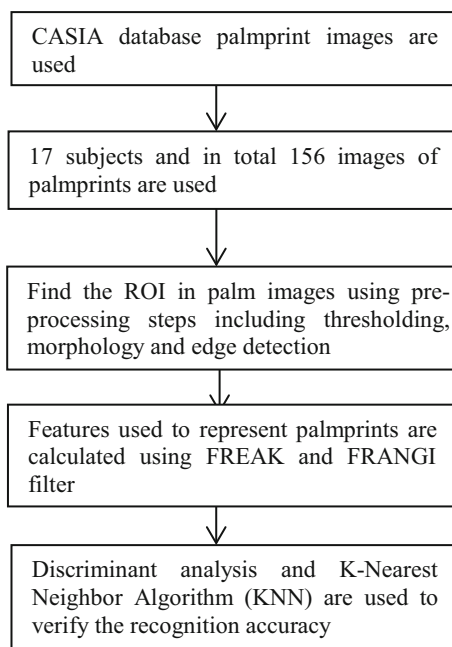 CASIA database palmprint images are
used
17 subjects and in total 156 images of
palmprints are used
Find the ROI in palm images using pre-
processing steps including thresholding,
morphology and edge detection
Features used to represent palmprints are
calculated using FREAK and FRANGI
filter
Discriminant analysis and K-Nearest
Neighbor Algorithm (KNN) are used to
verify the recognition accuracy